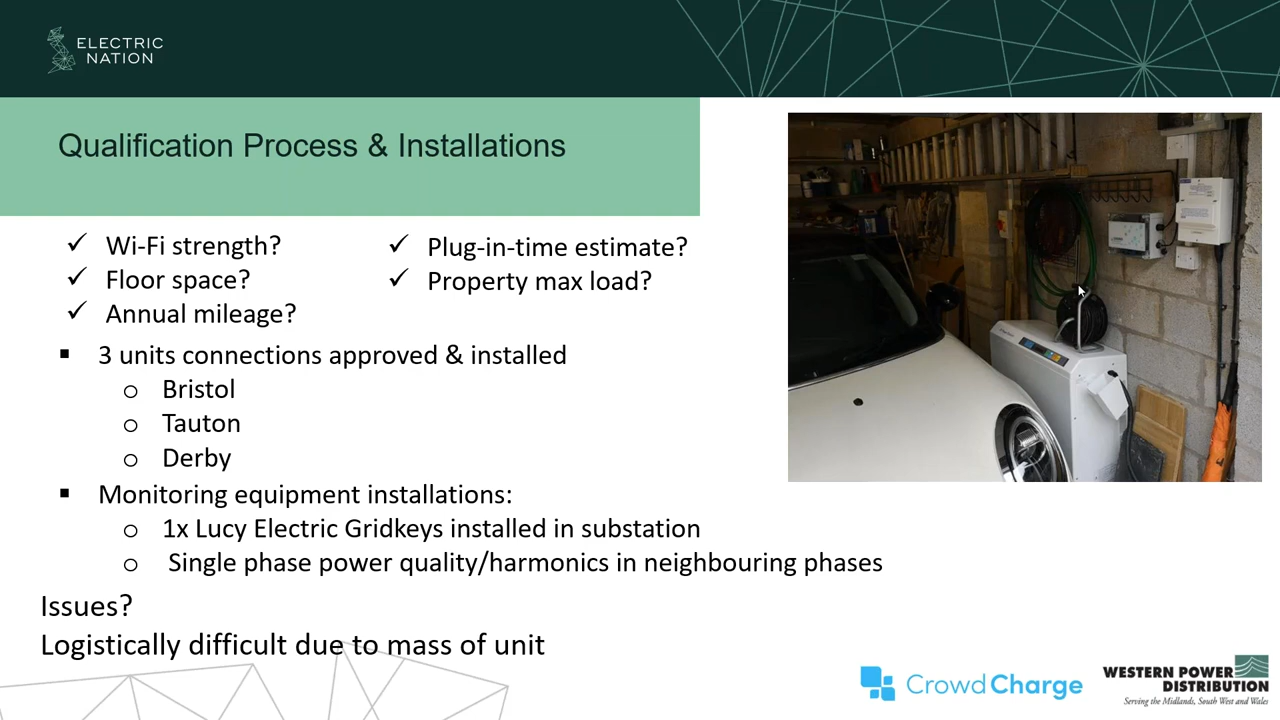 ELECTRIC
NATION
Qualification Process & Installations
✓ Wi-Fi strength?
✓ Floor space?
✓ Annual mileage?
✓ Plug-in-time estimate?
✓ Property max load?
▪ 3 units connections approved & installed
o Bristol
o Tauton
o Derby
▪ Monitoring equipment installations:
o 1x Lucy Electric Gridkeys installed in substation
o Single phase power quality/harmonics in neighbouring phases
Issues?
Logistically difficult due to mass of unit
CrowdCharge
WESTERN POWER
DISTRIBUTION
Serving the Midlands, South West and Wales